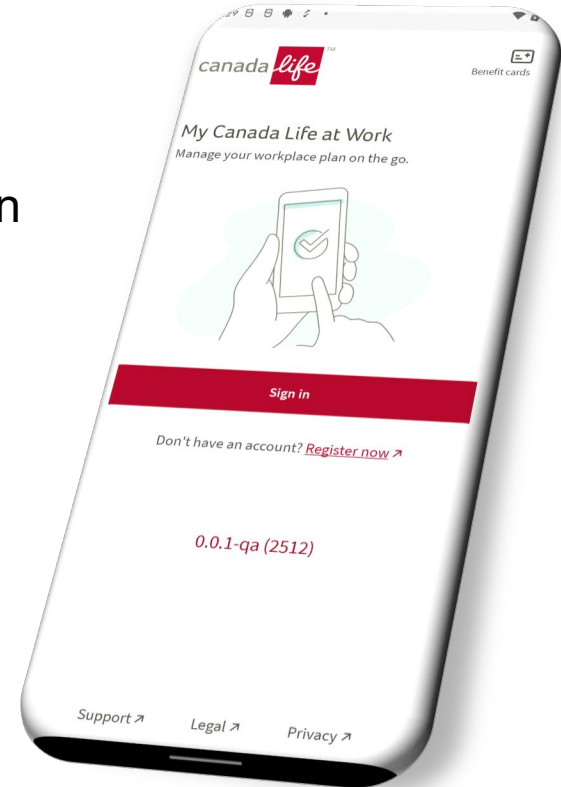 canada life™
Benefit cards
My Canada Life at Work
Manage your workplace plan on the go.
n
Sign in
Don't have an account? Register now ↗
0.0.1-qa (2512)
Support ↗ Legal ↗ Privacy ↗